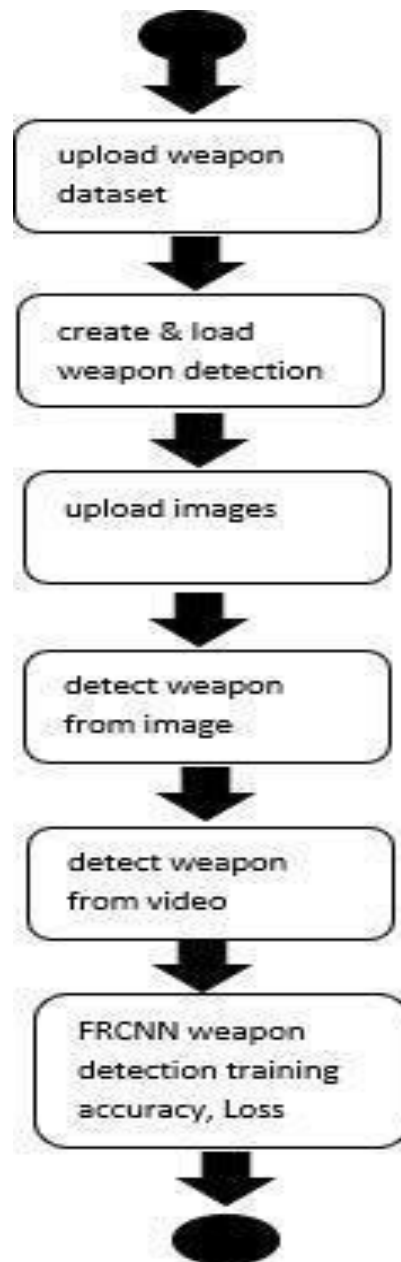 upload weapon
dataset
create & load
weapon detection
upload images
detect weapon
from image
detect weapon
from video
FRCNN weapon
detection training
accuracy, Loss